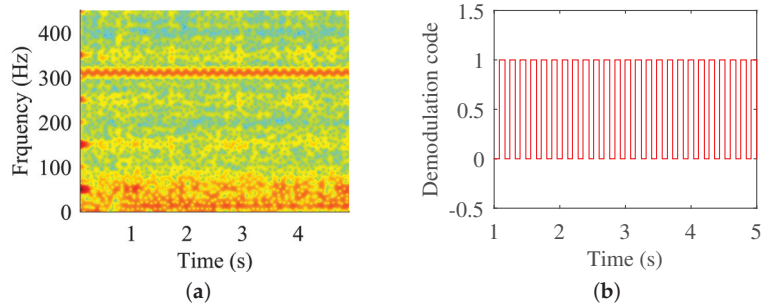 400
300
200
100
0
Frquency (Hz)
1 2 3 4
Time (s)
(a)
1.5
1
0.5
0
-0.5
Demodulation code
1 2 3 4 5
Time (s)
(b)